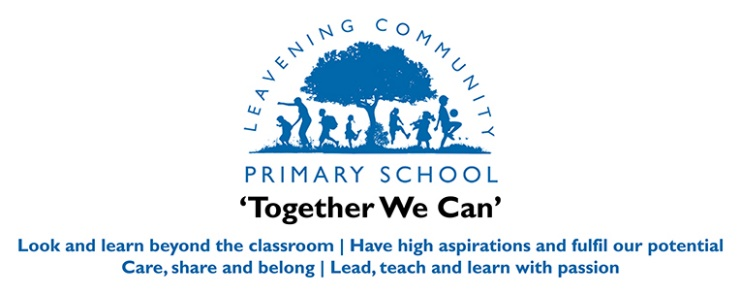 LEAVENING COMMUNITY
PRIMARY SCHOOL
‘Together We Can’
Look and learn beyond the classroom | Have high aspirations and fulfil our potential
Care, share and belong | Lead, teach and learn with passion